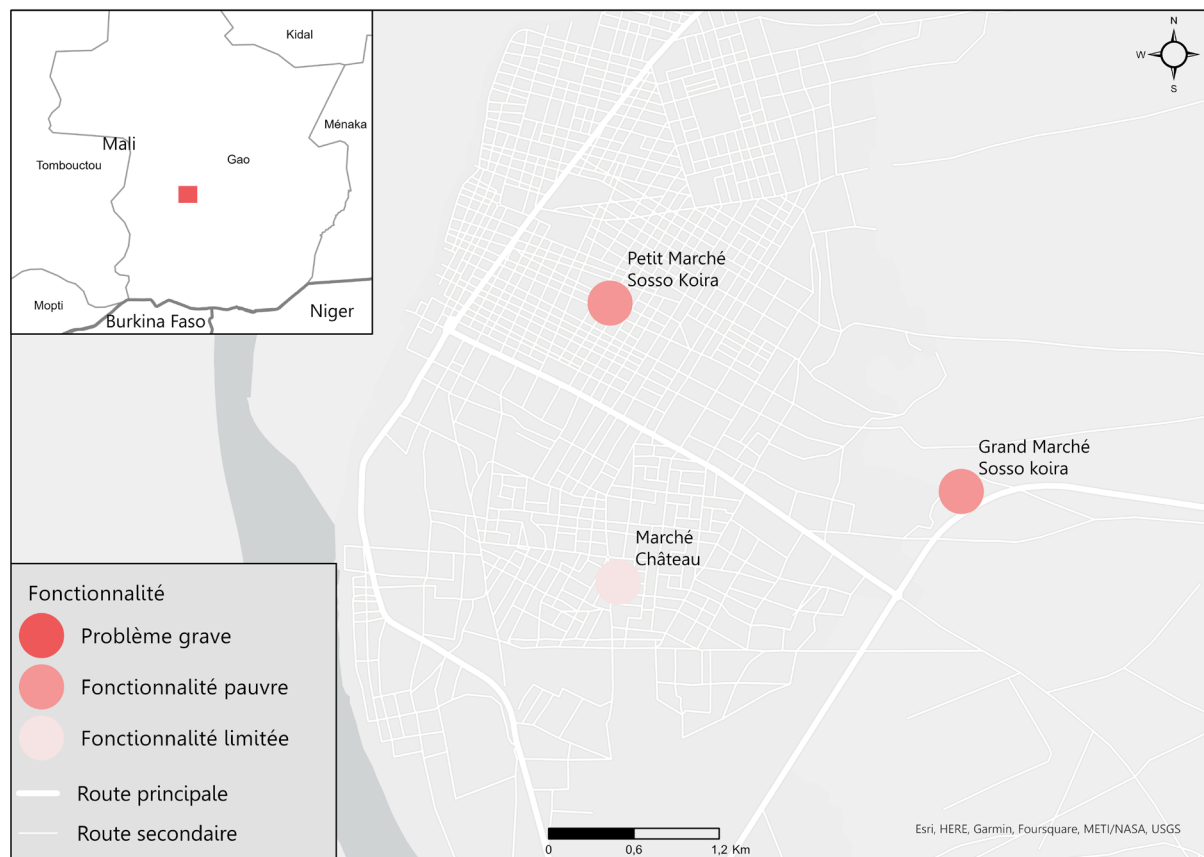 Kidal
Ménaka
Mali
Gao
Tombouctou
Mopti
Burkina Faso
Niger
N
W
S
Petit Marché
Sosso Koira
Grand Marché
Sosso koira
Marché
Château
Fonctionnalité
Problème grave
Fonctionnalité pauvre
Fonctionnalité limitée
Route principale
Route secondaire
0 0,6 1,2 Km
Esri, HERE, Garmin, Foursquare, METI/NASA, USGS